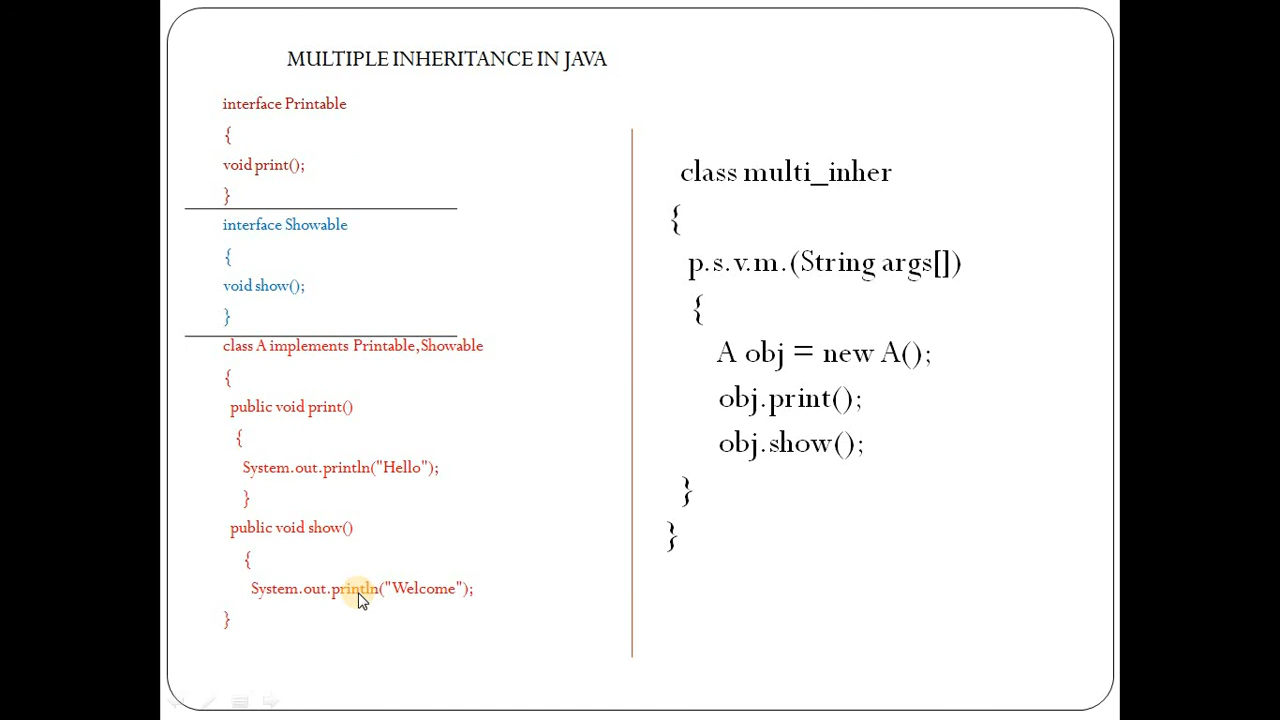 MULTIPLE INHERITANCE IN JAVA
interface Printable
{
void print();
}
interface Showable
{
void show();
}
class A implements Printable,Showable
{
public void print()
{
System.out.println("Hello");
}
public void show()
{
System.out.println("Welcome");
}
class multi_inher
{
p.s.v.m.(String args[])
{
A obj = new A();
obj.print();
obj.show();
}
}